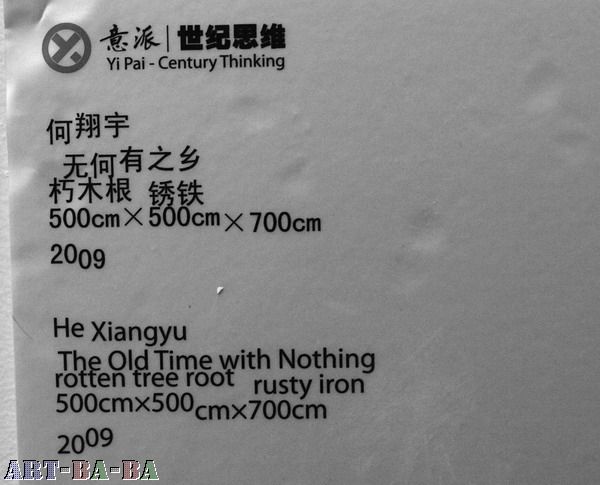 意派｜世纪思维
Yi Pai - Century Thinking
何翔宇
无何有之乡
朽木根 锈铁
500cm×500cm×700cm
2009
He Xiangyu
The Old Time with Nothing
rotten tree root rusty iron
500cm×500cm×700cm
2009
ART-BA-BA